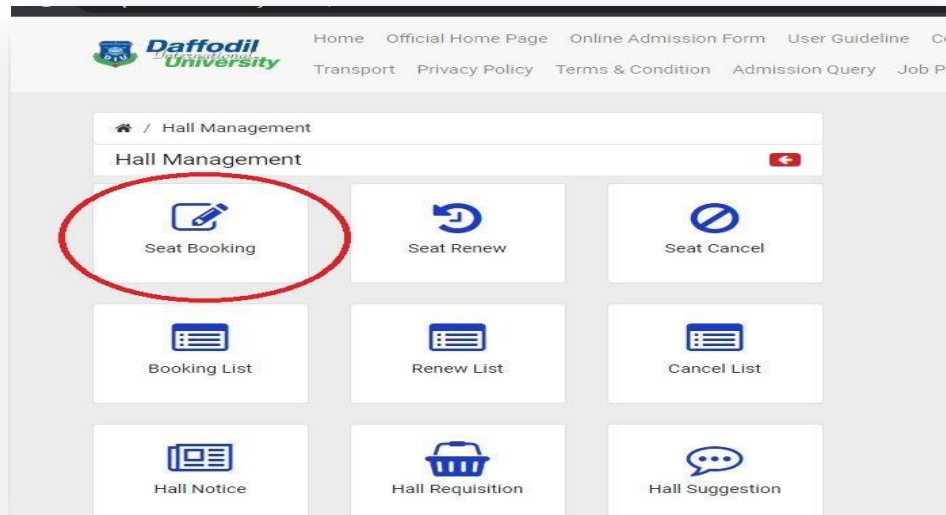 Daffodil
International
University
Home Official Home Page Online Admission Form User Guideline
Transport Privacy Policy Terms & Condition Admission Query Job
/ Hall Management
Hall Management
Seat Booking Seat Renew Seat Cancel
Booking List Renew List Cancel List
Hall Notice Hall Requisition Hall Suggestion